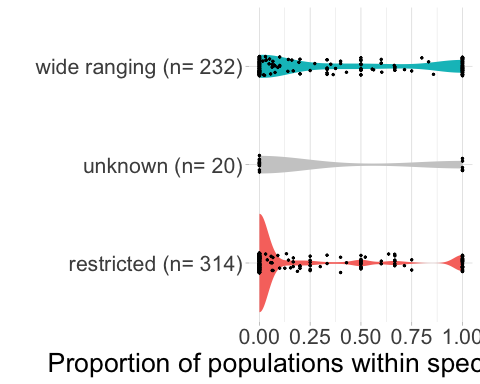 wide ranging (n= 232)
unknown (n= 20)
restricted (n= 314)
0.00 0.25 0.50 0.75 1.00
Proportion of populations within